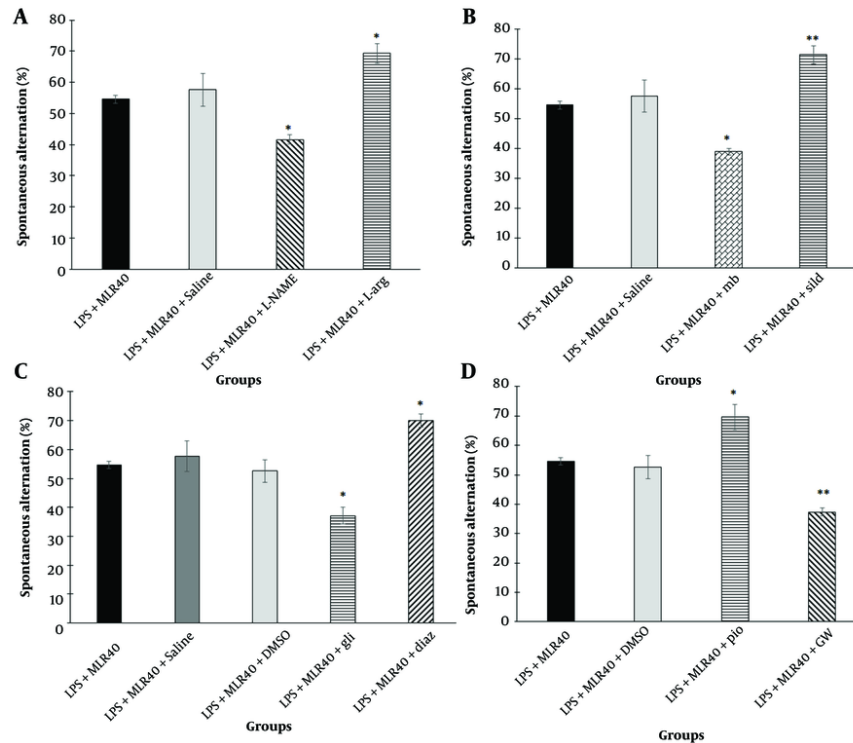 A
Spontaneous alternation (%)
80
70
60
50
40
30
20
10
0
*
*
LPS + MLR40
LPS + MLR40 + Saline
LPS + MLR40 + L-NAME
LPS + MLR40 + L-arg
Groups
B
Spontaneous alternation (%)
80
70
60
50
40
30
20
10
0
*
**
LPS + MLR40
LPS + MLR40 + Saline
LPS + MLR40 + mb
LPS + MLR40 + sild
Groups
C
Spontaneous alternation (%)
80
70
60
50
40
30
20
10
0
*
*
LPS + MLR40
LPS + MLR40 + Saline
LPS + MLR40 + DMSO
LPS + MLR40 + gli
LPS + MLR40 + diaz
Groups
D
Spontaneous alternation (%)
80
70
60
50
40
30
20
10
0
*
**
LPS + MLR40
LPS + MLR40 + DMSO
LPS + MLR40 + pio
LPS + MLR40 + GW
Groups